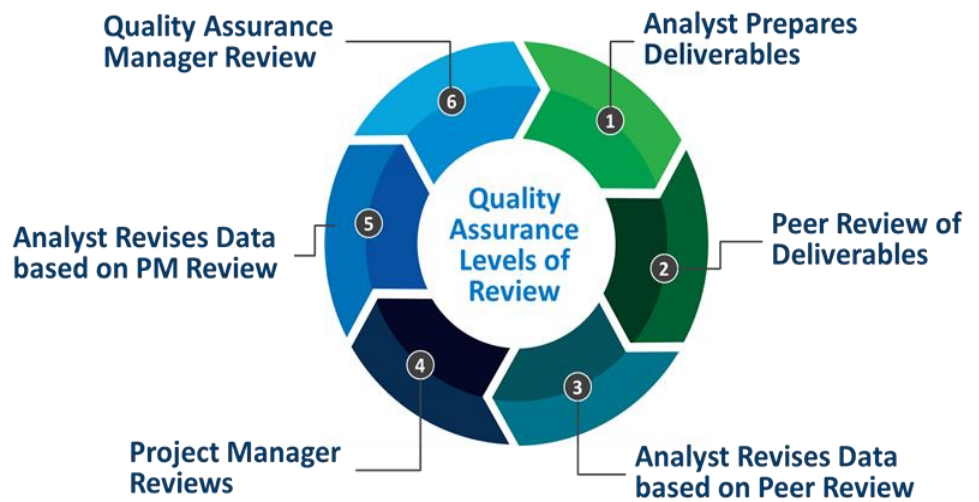 Quality Assurance
Manager Review
6
Analyst Prepares
Deliverables
1
Peer Review of
Deliverables
2
Analyst Revises Data
based on Peer Review
3
Project Manager
Reviews
4
Analyst Revises Data
based on PM Review
5
Quality
Assurance
Levels of
Review